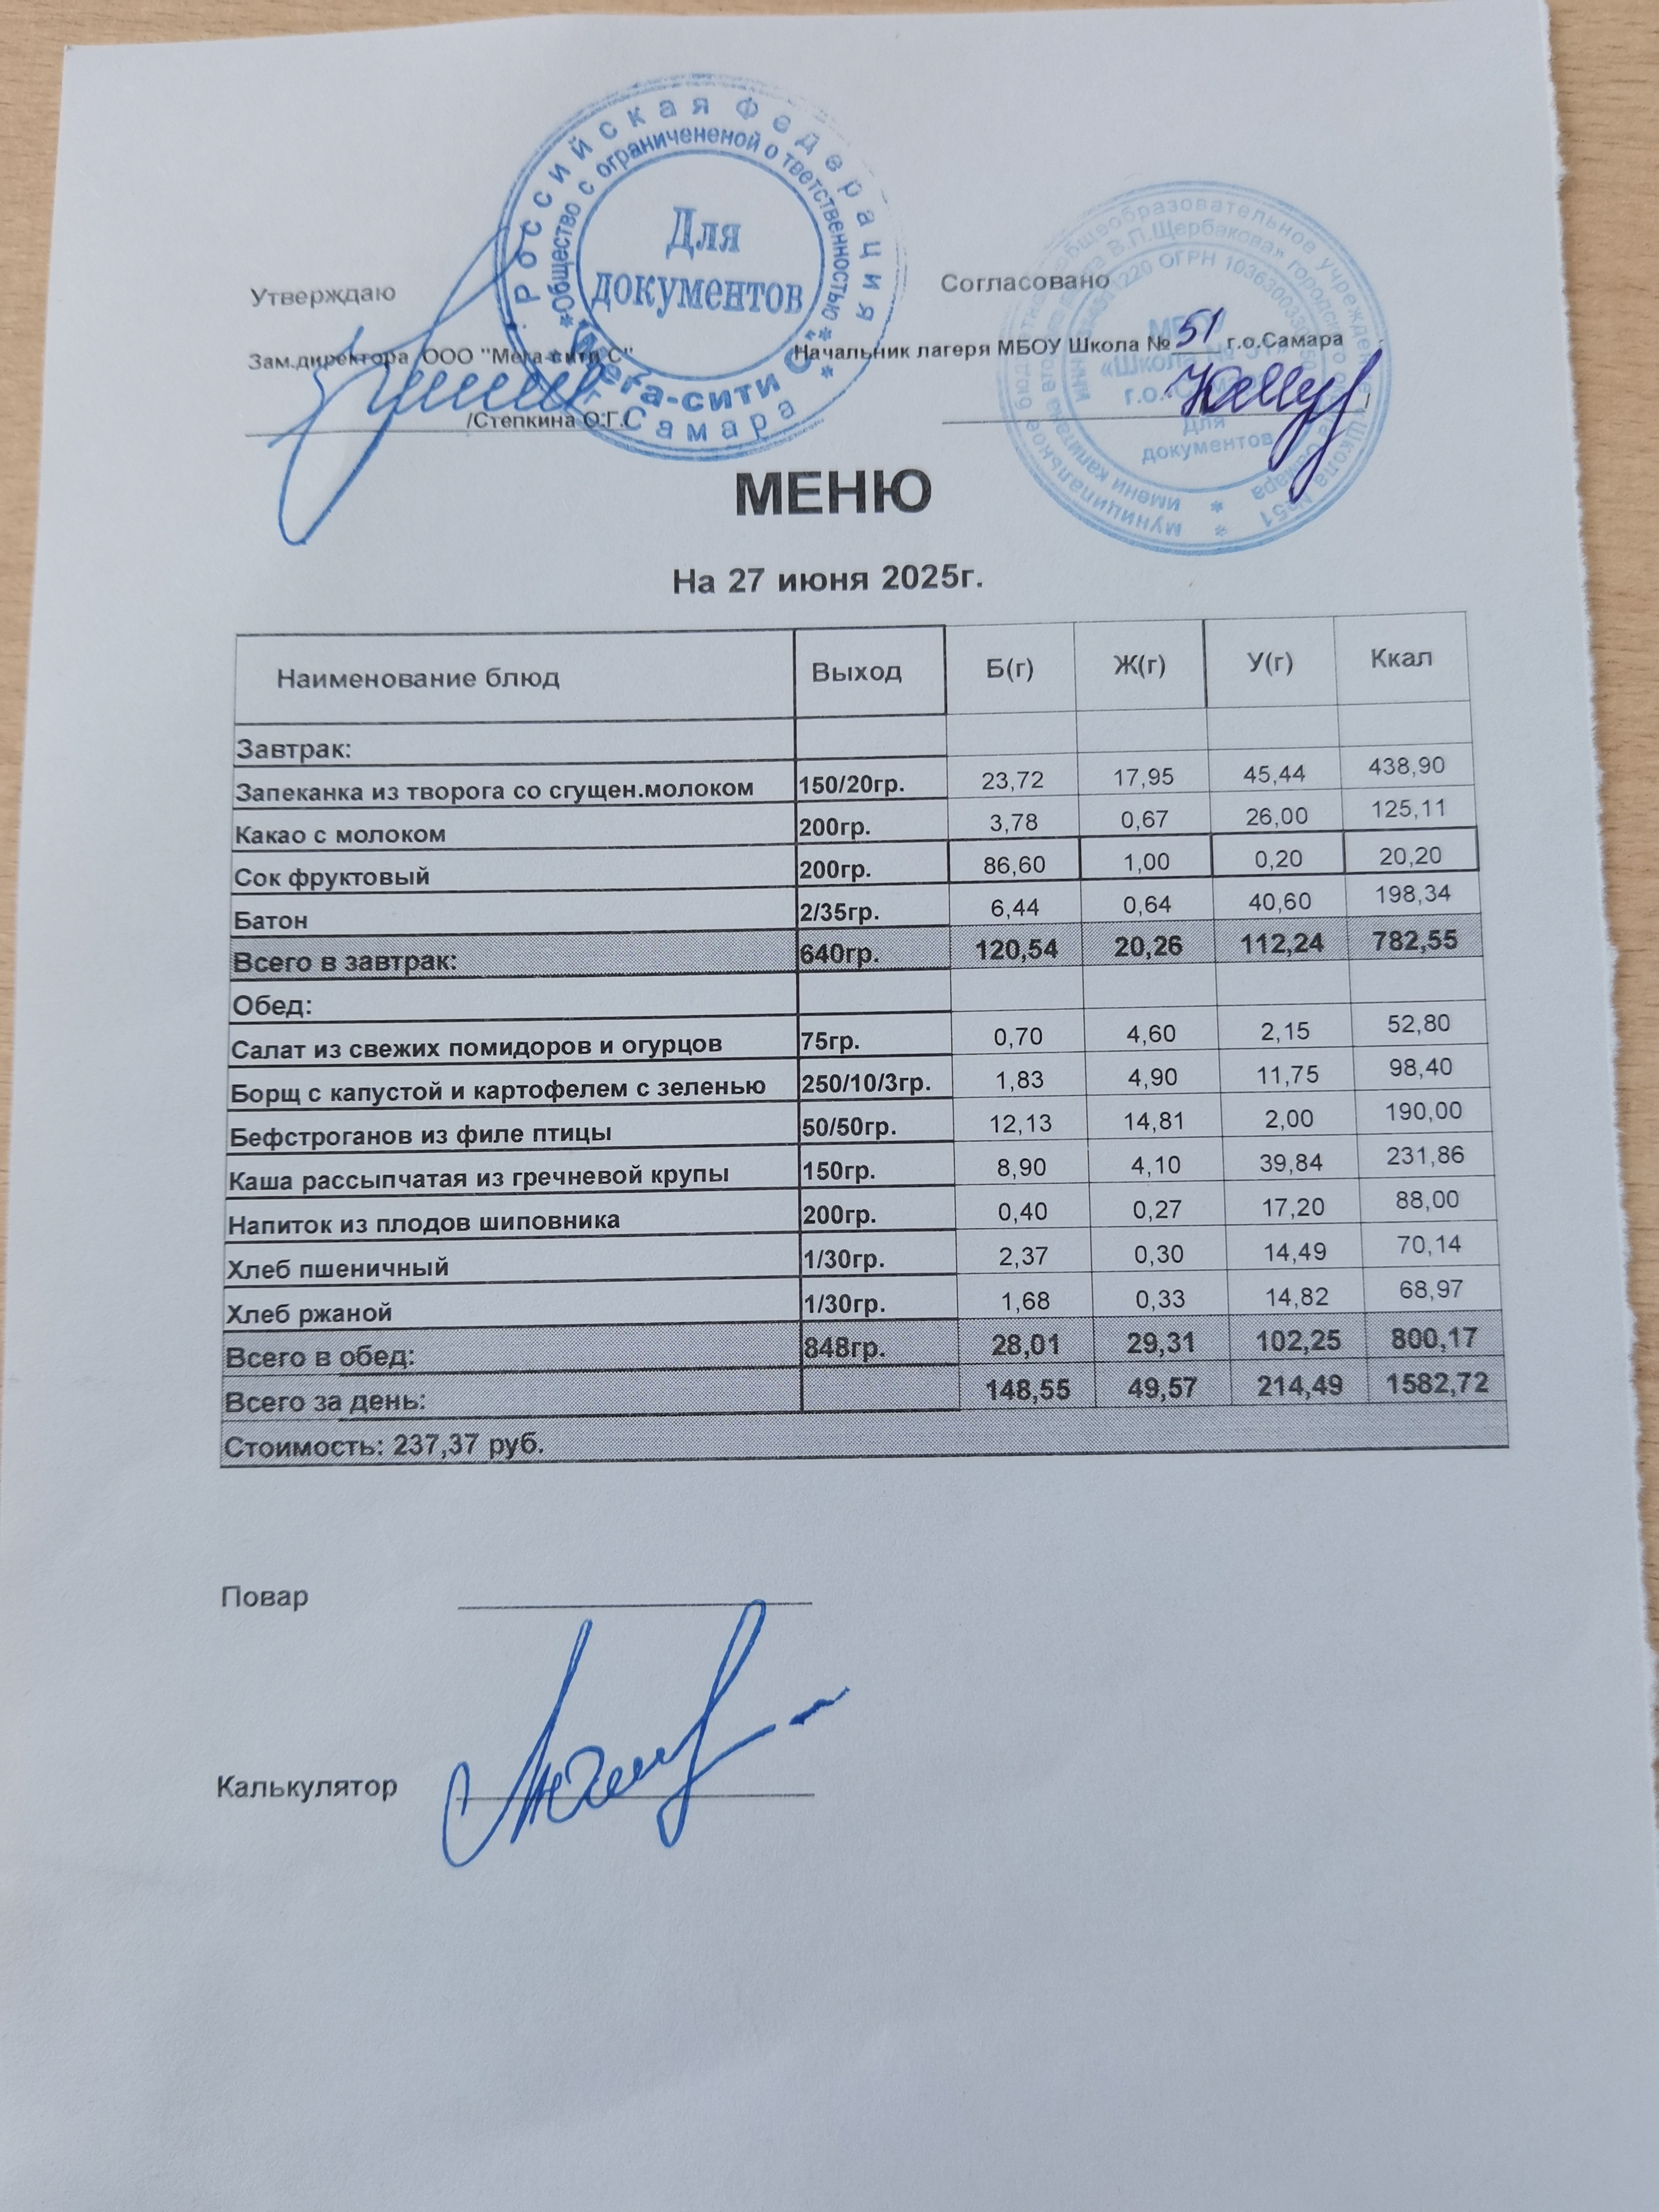 Российская Федерация
*Общество с ограничененой ответственностью*
Для
документов
"Мега-сити С"
г. Самара
Утверждаю
Согласовано
Зам.директора ООО "Мега-сити С"
Начальник лагеря МБОУ Школа № 51 г.о.Самара
/Степкина О.Г.
Для
документов
МЕНЮ
На 27 июня 2025г.
Наименование блюд Выход Б(г) Ж(г) У(г) Ккал
Завтрак:
Запеканка из творога со сгущен.молоком 150/20гр. 23,72 17,95 45,44 438,90
Какао с молоком 200гр. 3,78 0,67 26,00 125,11
Сок фруктовый 200гр. 86,60 1,00 0,20 20,20
Батон 2/35гр. 6,44 0,64 40,60 198,34
Всего в завтрак: 640гр. 120,54 20,26 112,24 782,55
Обед:
Салат из свежих помидоров и огурцов 75гр. 0,70 4,60 2,15 52,80
Борщ с капустой и картофелем с зеленью 250/10/3гр. 1,83 4,90 11,75 98,40
Бефстроганов из филе птицы 50/50гр. 12,13 14,81 2,00 190,00
Каша рассыпчатая из гречневой крупы 150гр. 8,90 4,10 39,84 231,86
Напиток из плодов шиповника 200гр. 0,40 0,27 17,20 88,00
Хлеб пшеничный 1/30гр. 2,37 0,30 14,49 70,14
Хлеб ржаной 1/30гр. 1,68 0,33 14,82 68,97
Всего в обед: 848гр. 28,01 29,31 102,25 800,17
Всего за день: 148,55 49,57 214,49 1582,72
Стоимость: 237,37 руб.
Повар
Калькулятор